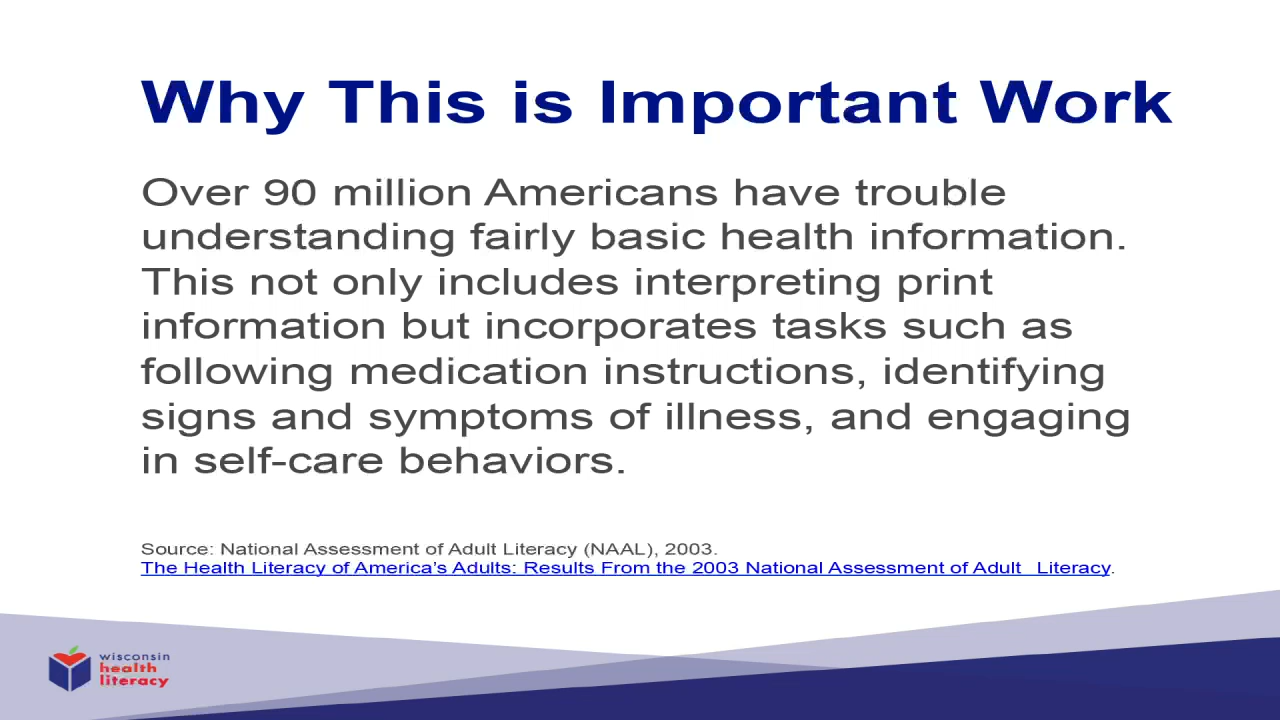 Why This is Important Work
Over 90 million Americans have trouble
understanding fairly basic health information.
This not only includes interpreting print
information but incorporates tasks such as
following medication instructions, identifying
signs and symptoms of illness, and engaging
in self-care behaviors.
Source: National Assessment of Adult Literacy (NAAL), 2003.
The Health Literacy of America’s Adults: Results From the 2003 National Assessment of Adult Literacy.
wisconsin
health
literacy